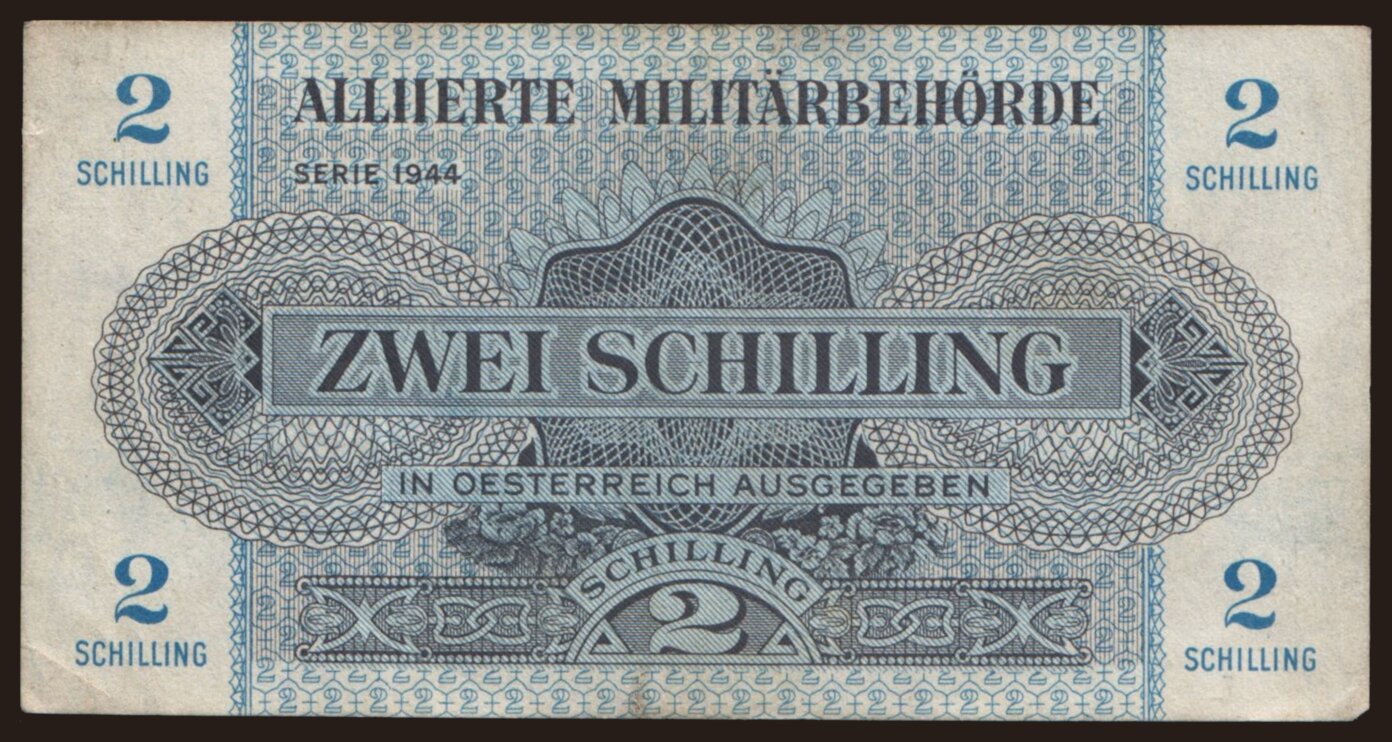 2
SCHILLING
ALLIIERTE MILITÄRBEHÖRDE
2
SCHILLING
SERIE 1944
ZWEI SCHILLING
IN OESTERREICH AUSGEGEBEN
2
SCHILLING
SCHILLING
2
2
SCHILLING